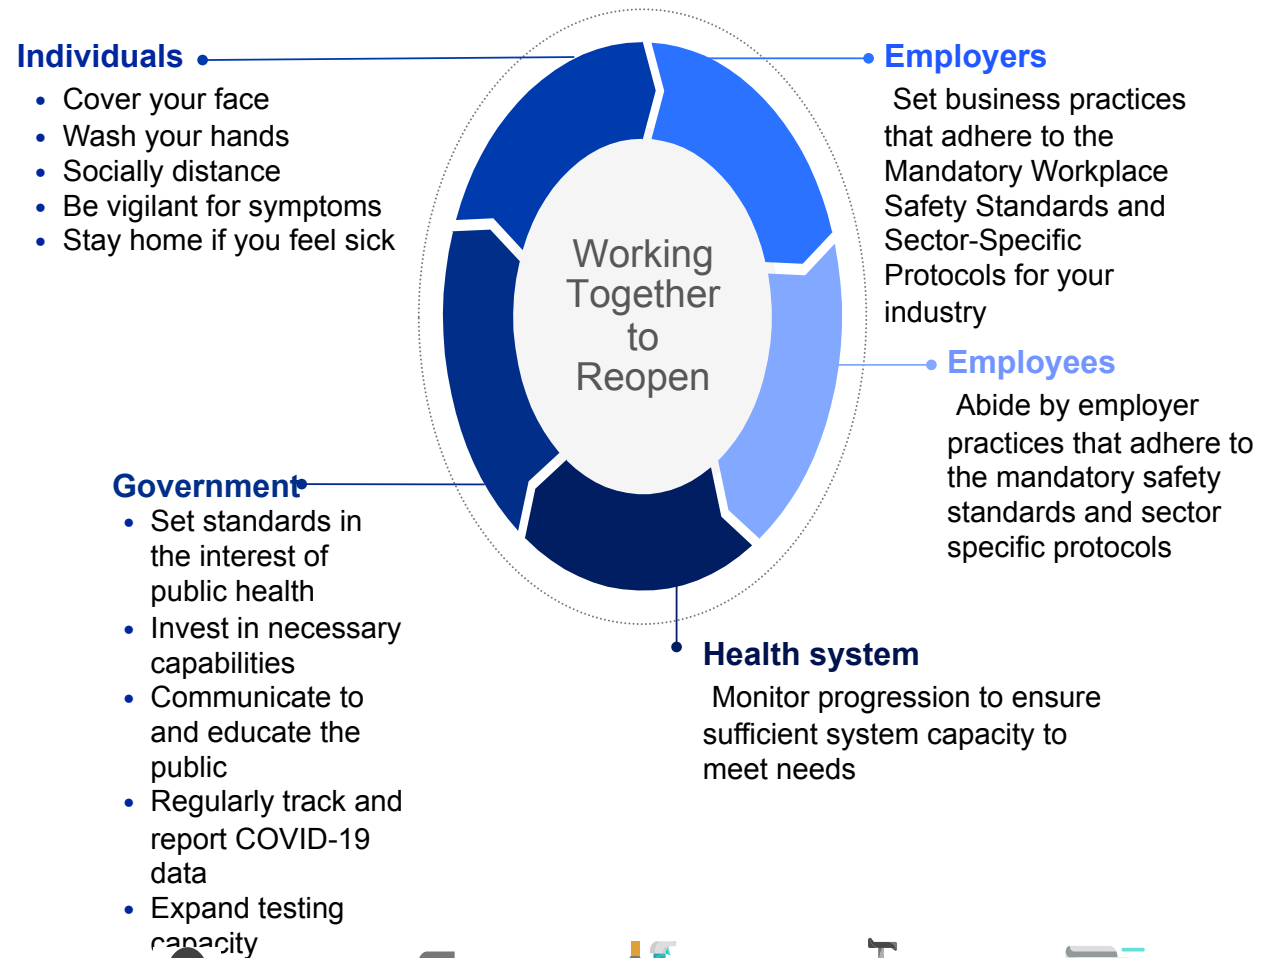 Individuals
Cover your face
Wash your hands
Socially distance
Be vigilant for symptoms
Stay home if you feel sick
Employers
Set business practices
that adhere to the
Mandatory Workplace
Safety Standards and
Sector-Specific
Protocols for your
industry
Working
Together
to
Reopen
Employees
Abide by employer
practices that adhere to
the mandatory safety
standards and sector
specific protocols
Government
Set standards in
the interest of
public health
Invest in necessary
capabilities
Communicate to
and educate the
public
Regularly track and
report COVID-19
data
Expand testing
capacity
Health system
Monitor progression to ensure
sufficient system capacity to
meet needs